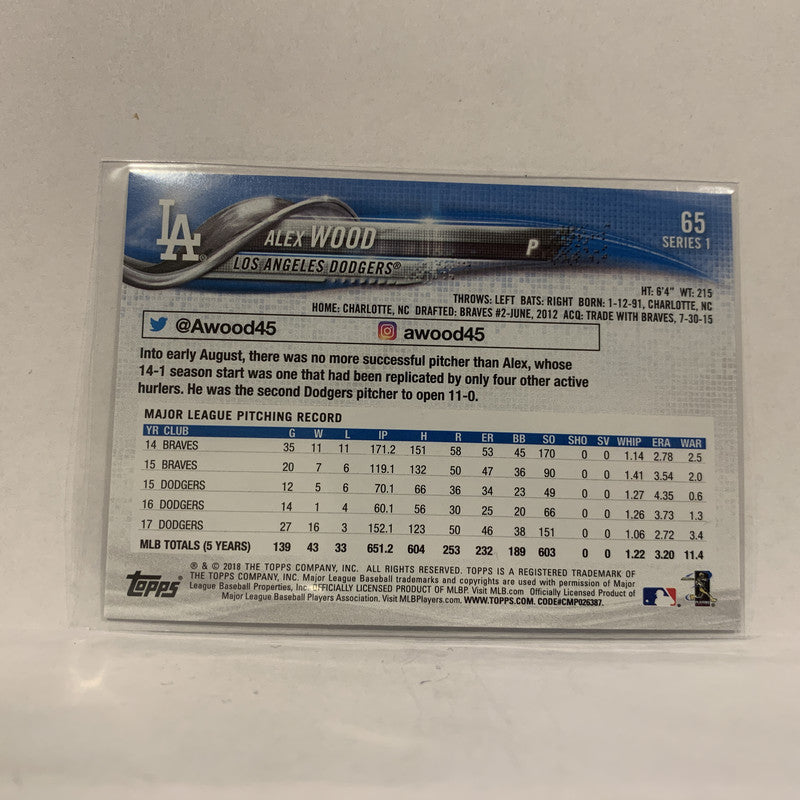 LA
ALEX WOOD
P
65
SERIES 1
LOS ANGELES DODGERS®
HT: 6'4" WT: 215
THROWS: LEFT BATS: RIGHT BORN: 1-12-91, CHARLOTTE, NC
HOME: CHARLOTTE, NC DRAFTED: BRAVES #2-JUNE, 2012 ACQ: TRADE WITH BRAVES, 7-30-15
@Awood45 awood45
Into early August, there was no more successful pitcher than Alex, whose
14-1 season start was one that had been replicated by only four other active
hurlers. He was the second Dodgers pitcher to open 11-0.
MAJOR LEAGUE PITCHING RECORD
YR CLUB G W L IP H R ER BB SO SHO SV WHIP ERA WAR
14 BRAVES 35 11 11 171.2 151 58 53 45 170 0 0 1.14 2.78 2.5
15 BRAVES 20 7 6 119.1 132 50 47 36 90 0 0 1.41 3.54 2.0
15 DODGERS 12 5 6 70.1 66 36 34 23 49 0 0 1.27 4.35 0.6
16 DODGERS 14 1 4 60.1 56 30 25 20 66 0 0 1.26 3.73 1.3
17 DODGERS 27 16 3 152.1 123 50 46 38 151 0 0 1.06 2.72 3.4
MLB TOTALS (5 YEARS) 139 43 33 651.2 604 253 232 189 603 0 0 1.22 3.20 11.4
® & © 2018 THE TOPPS COMPANY, INC. ALL RIGHTS RESERVED. TOPPS IS A REGISTERED TRADEMARK OF
THE TOPPS COMPANY, INC. Major League Baseball trademarks and copyrights are used with permission of Major
League Baseball Properties, Inc. OFFICIALLY LICENSED PRODUCT OF MLBP. Visit MLB.com. Officially Licensed Product of
Major League Baseball Players Association. Visit MLBPlayers.com. WWW.TOPPS.COM. CODE#CMP026387.
topps